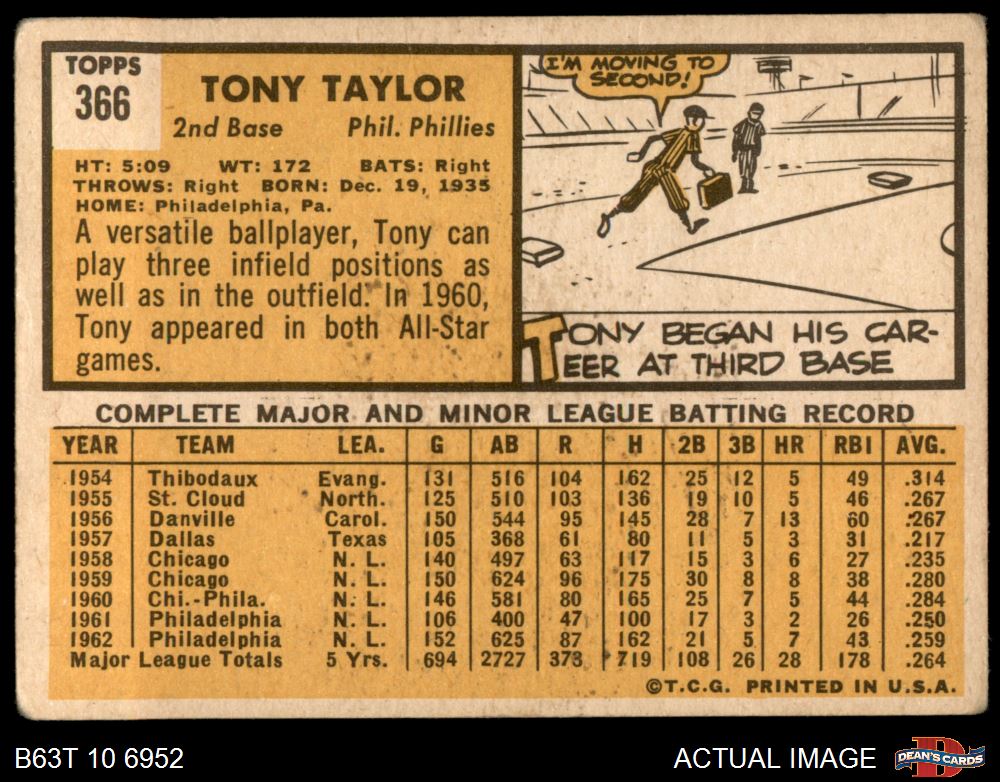 TOPPS
366
TONY TAYLOR
2nd Base Phil. Phillies
HT: 5:09 WT: 172 BATS: Right
THROWS: Right BORN: Dec. 19, 1935
HOME: Philadelphia, Pa.
A versatile ballplayer, Tony can
play three infield positions as
well as in the outfield. In 1960,
Tony appeared in both All-Star
games.
I'M MOVING TO
SECOND!
TONY BEGAN HIS CAR-
EER AT THIRD BASE
COMPLETE MAJOR AND MINOR LEAGUE BATTING RECORD
YEAR TEAM LEA. G AB R H 2B 3B HR RBI AVG.
1954 Thibodaux Evang. 131 516 104 162 25 12 5 49 .314
1955 St. Cloud North. 125 510 103 136 19 10 5 46 .267
1956 Danville Carol. 150 544 95 145 28 7 13 60 .267
1957 Dallas Texas 105 368 61 80 11 5 3 31 .217
1958 Chicago N. L. 140 497 63 117 15 3 6 27 .235
1959 Chicago N. L. 150 624 96 175 30 8 8 38 .280
1960 Chi.-Phila. N. L. 146 581 80 165 25 7 5 44 .284
1961 Philadelphia N. L. 106 400 47 100 17 3 2 26 .250
1962 Philadelphia N. L. 152 625 87 162 21 5 7 43 .259
Major League Totals 5 Yrs. 694 2727 373 719 108 26 28 178 .264
©T.C.G. PRINTED IN U.S.A.
B63T 10 6952 ACTUAL IMAGE
D
DEAN'S CARDS